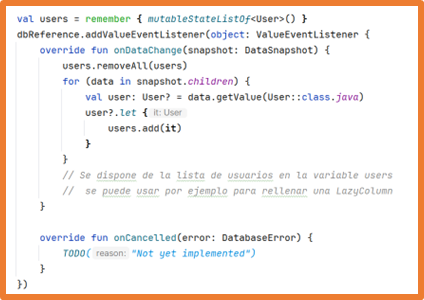 val users = remember { mutableStateListOf<User>() }
dbReference.addValueEventListener(object: ValueEventListener {
override fun onDataChange(snapshot: DataSnapshot) {
users.removeAll(users)
for (data in snapshot.children) {
val user: User? = data.getValue(User::class.java)
user?.let { it: User
users.add(it)
}
}
// Se dispone de la lista de usuarios en la variable users
// se puede usar por ejemplo para rellenar una LazyColumn
}
override fun onCancelled(error: DatabaseError) {
TODO( reason: "Not yet implemented")
}
})